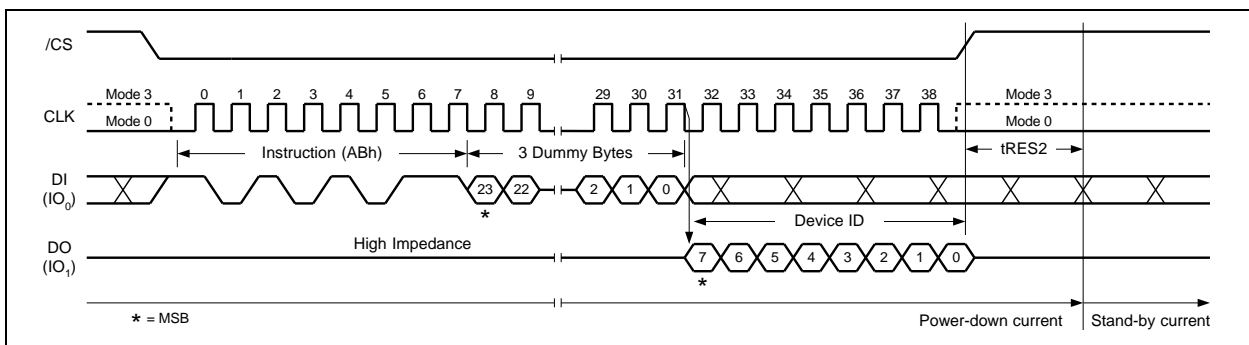 /CS
0 1 2 3 4 5 6 7 8 9 29 30 31 32 33 34 35 36 37 38
Mode 3 Mode 3
CLK
Mode 0 Mode 0
Instruction (ABh) 3 Dummy Bytes tRES2
DI
(IO0)
23 22 2 1 0
*
Device ID
DO
(IO1)
High Impedance
7 6 5 4 3 2 1 0
*
* = MSB
Power-down current Stand-by current